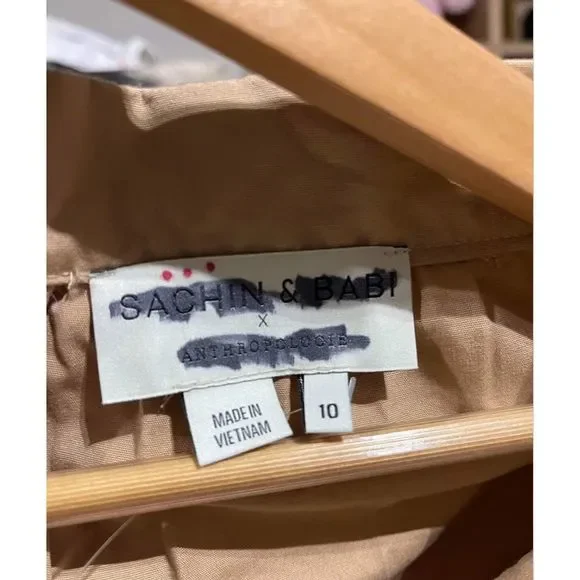 SACHIN & BABI
X
ANTHROPOLOGIE
MADE IN
VIETNAM
10